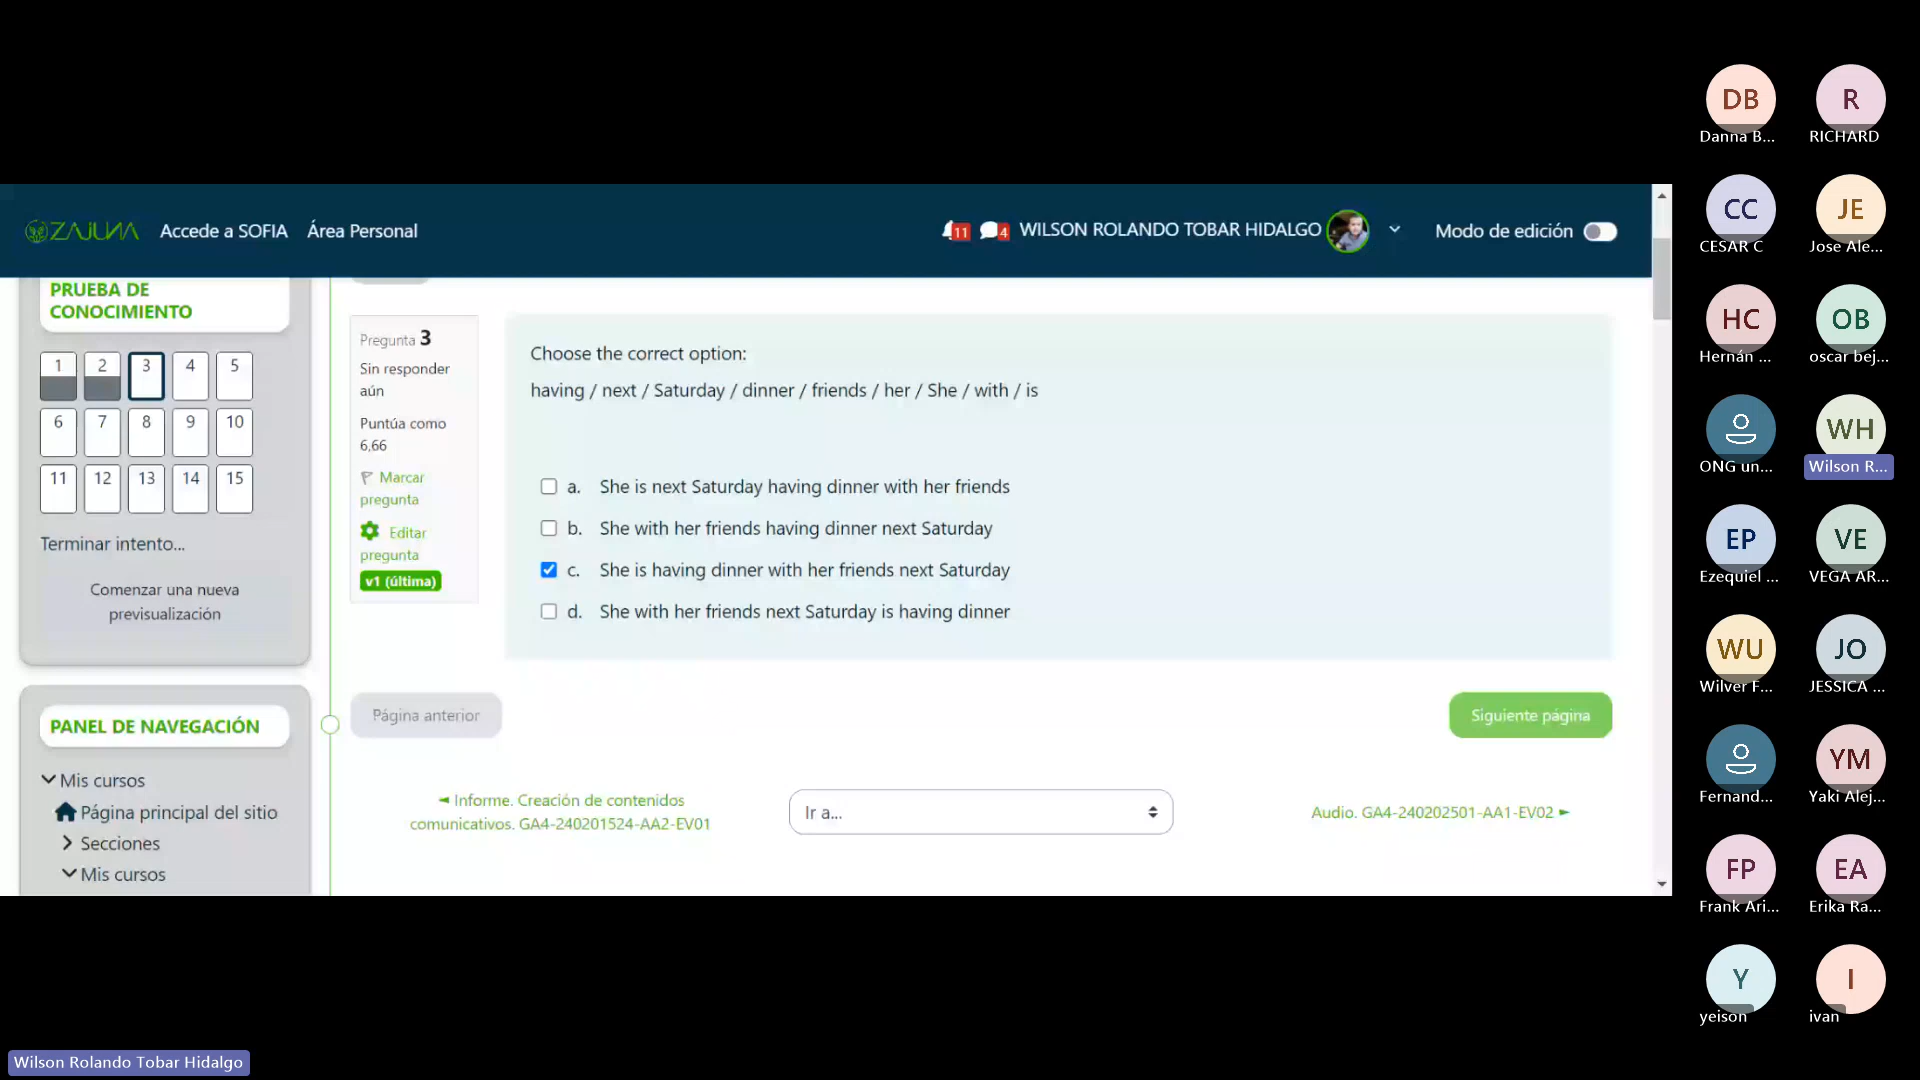 ZAJUNA Accede a SOFIA Área Personal
11 4 WILSON ROLANDO TOBAR HIDALGO Modo de edición
PRUEBA DE
CONOCIMIENTO
1 2 3 4 5
6 7 8 9 10
11 12 13 14 15
Terminar intento...
Comenzar una nueva
previsualización
PANEL DE NAVEGACIÓN
Mis cursos
Página principal del sitio
Secciones
Mis cursos
Pregunta 3
Sin responder
aún
Puntúa como
6,66
Marcar
pregunta
Editar
pregunta
v1 (última)
Choose the correct option:
having / next / Saturday / dinner / friends / her / She / with / is
a. She is next Saturday having dinner with her friends
b. She with her friends having dinner next Saturday
c. She is having dinner with her friends next Saturday
d. She with her friends next Saturday is having dinner
Página anterior
Siguiente página
◄ Informe. Creación de contenidos
comunicativos. GA4-240201524-AA2-EV01
Ir a...
Audio. GA4-240202501-AA1-EV02 ►
DB R
Danna B... RICHARD
CC JE
CESAR C Jose Ale...
HC OB
Hernán ... oscar bej...
WH
ONG un... Wilson R...
EP VE
Ezequiel ... VEGA AR...
WU JO
Wilver F... JESSICA ...
YM
Fernand... Yaki Alej...
FP EA
Frank Ari... Erika Ra...
Y I
yeison ivan
Wilson Rolando Tobar Hidalgo